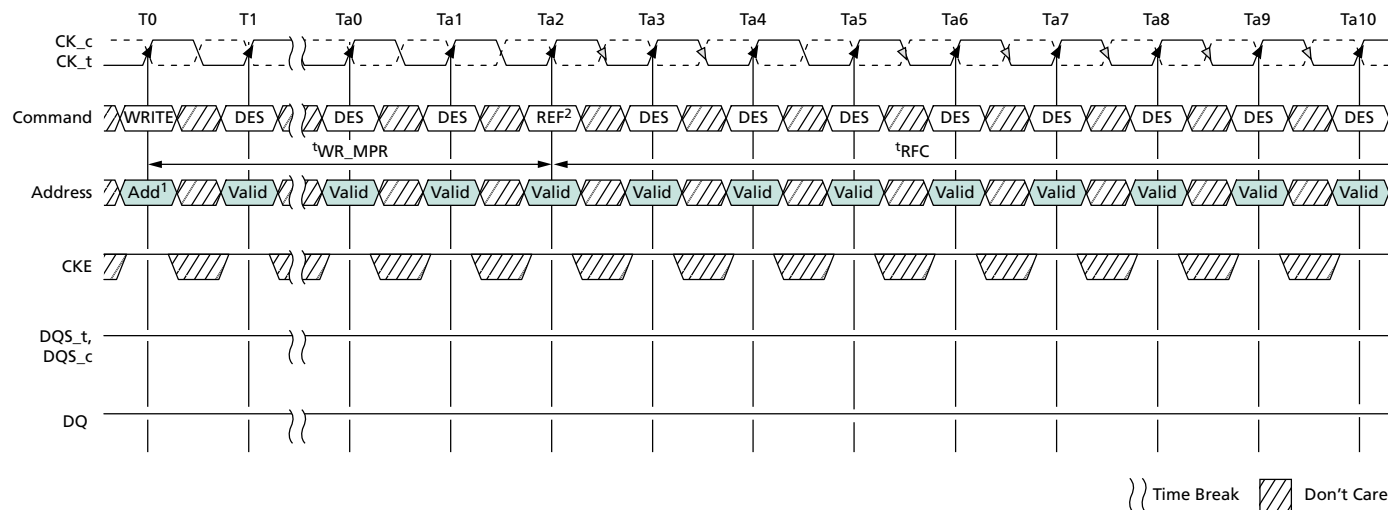 T0 T1 Ta0 Ta1 Ta2 Ta3 Ta4 Ta5 Ta6 Ta7 Ta8 Ta9 Ta10
CK_c
CK_t
Command WRITE DES DES DES REF2 DES DES DES DES DES DES DES DES
tWR_MPR tRFC
Address Add1 Valid Valid Valid Valid Valid Valid Valid Valid Valid Valid Valid Valid
CKE
DQS_t,
DQS_c
DQ
Time Break Don't Care